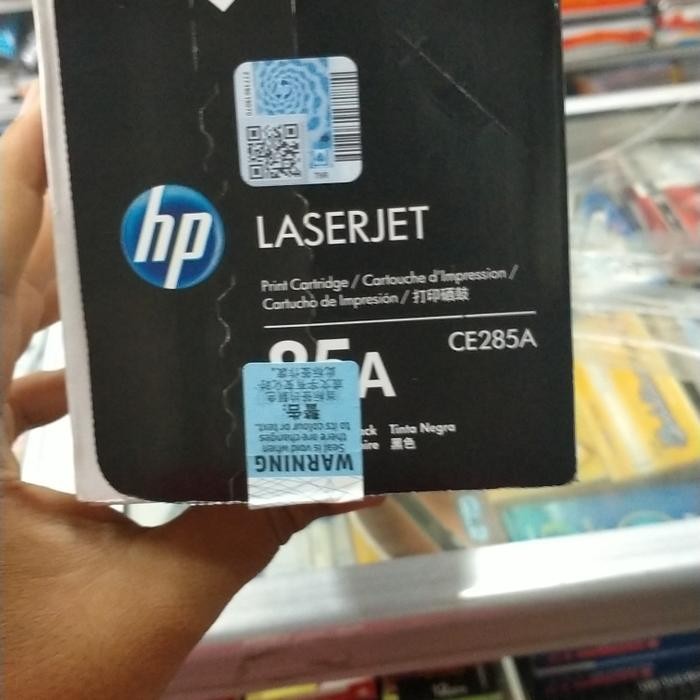 hp
LASERJET
Print Cartridge / Cartouche d'Impression /
Cartucho de Impresión / 打印硒鼓
CE285A
85A
Tinta Negra
黑色
WARNING
Seal is void when
there are changes
to its colour or text.
警告: